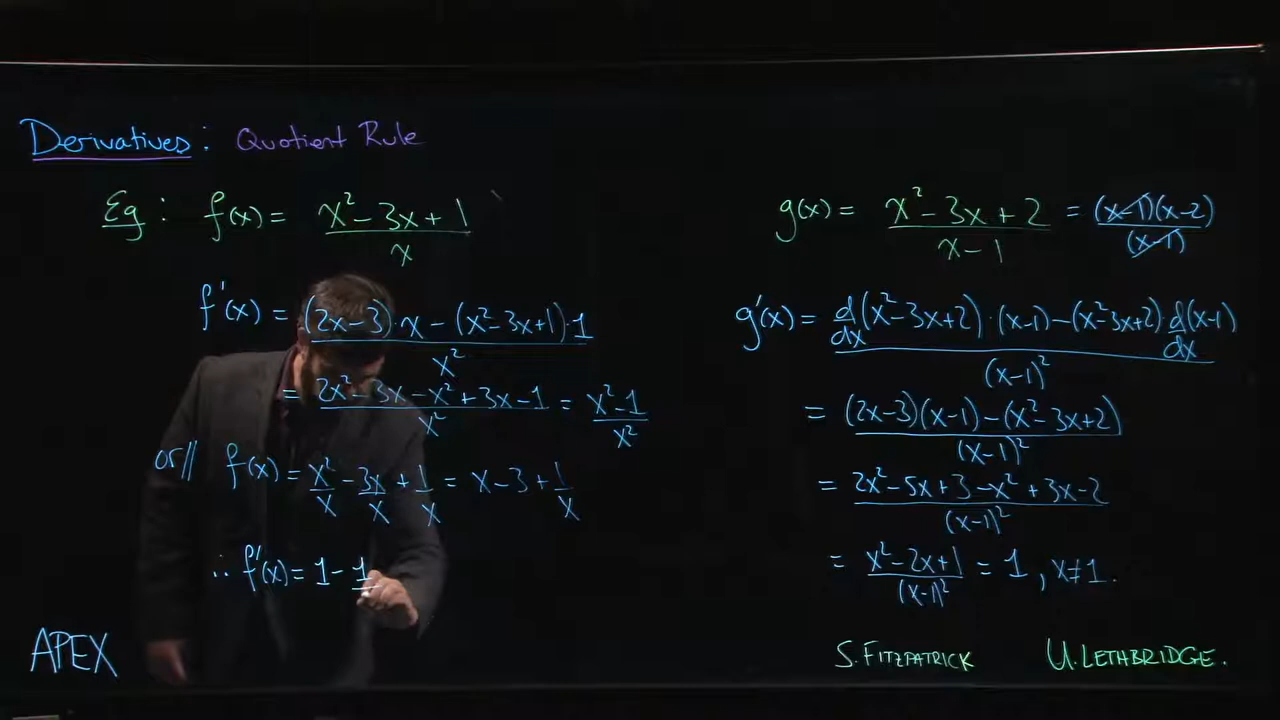 Derivatives: Quotient Rule
Eg: f(x) = (x² - 3x + 1)/x
f'(x) = ((2x-3)·x - (x²-3x+1)·1)/x²
= (2x² - 3x - x² + 3x - 1)/x² = (x²-1)/x²
or// f(x) = x²/x - 3x/x + 1/x = x - 3 + 1/x
∴ f'(x) = 1 - 1
g(x) = (x² - 3x + 2)/(x-1) = (x-1)(x-2)/(x-1)
g'(x) = (d/dx(x²-3x+2)·(x-1) - (x²-3x+2)·d/dx(x-1))/(x-1)²
= ((2x-3)(x-1) - (x²-3x+2))/(x-1)²
= (2x² - 5x + 3 - x² + 3x - 2)/(x-1)²
= (x² - 2x + 1)/(x-1)² = 1, x≠1.
APEX
S. FITZPATRICK U. LETHBRIDGE.